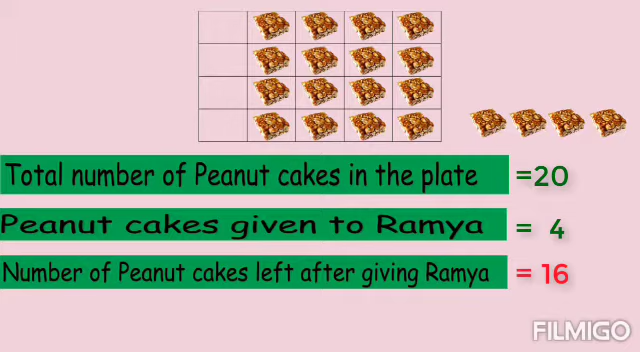 Total number of Peanut cakes in the plate =20
Peanut cakes given to Ramya = 4
Number of Peanut cakes left after giving Ramya = 16
FILMIGO